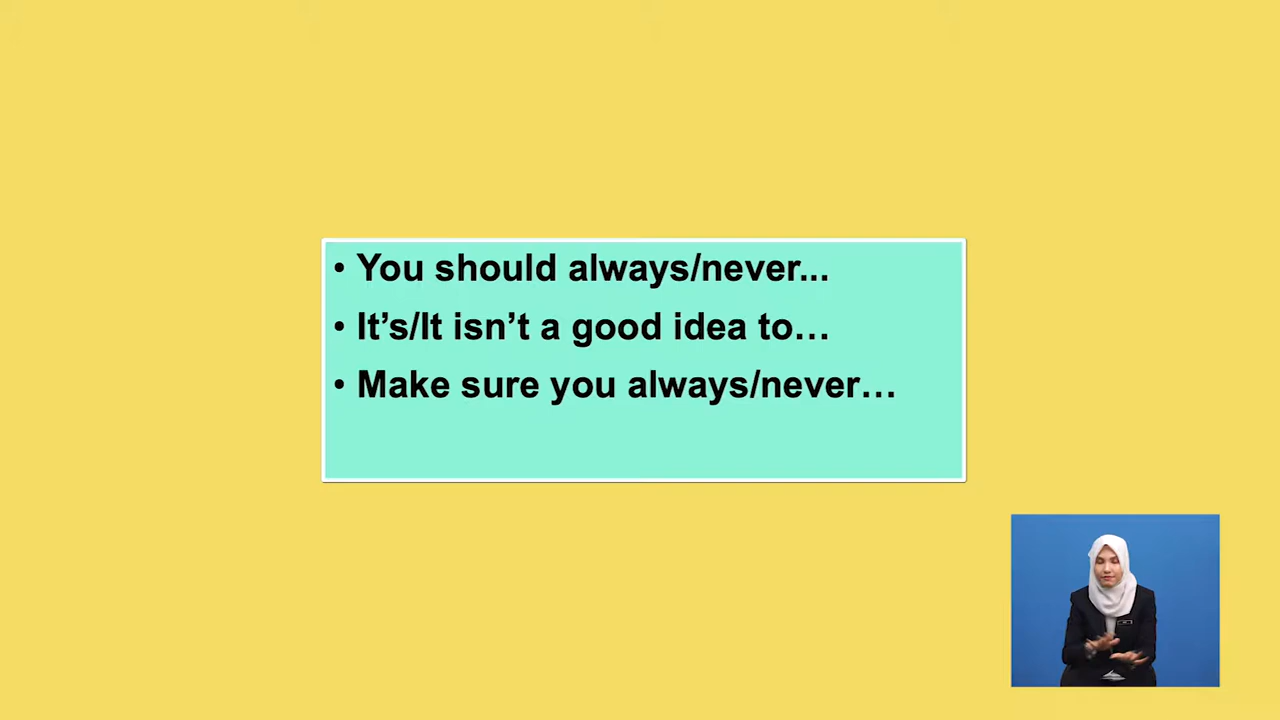 • You should always/never...
• It’s/It isn’t a good idea to…
• Make sure you always/never…